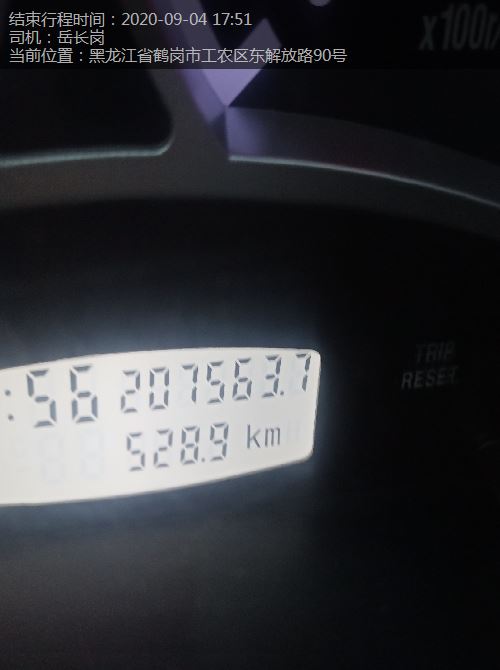 结束行程时间：2020-09-04 17:51
司机：岳长岗
当前位置：黑龙江省鹤岗市工农区东解放路90号
x100r/
TRIP
RESET
:56 207563.7
528.9 km